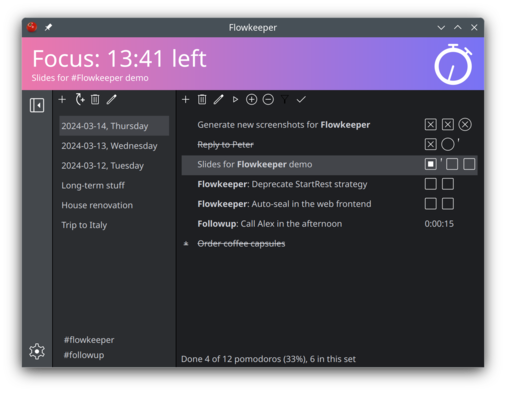 Flowkeeper
Focus: 13:41 left
Slides for #Flowkeeper demo
2024-03-14, Thursday
2024-03-13, Wednesday
2024-03-12, Tuesday
Long-term stuff
House renovation
Trip to Italy
#flowkeeper
#followup
Generate new screenshots for Flowkeeper
Reply to Peter
Slides for Flowkeeper demo
Flowkeeper: Deprecate StartRest strategy
Flowkeeper: Auto-seal in the web frontend
Followup: Call Alex in the afternoon 0:00:15
Order coffee capsules
Done 4 of 12 pomodoros (33%), 6 in this set